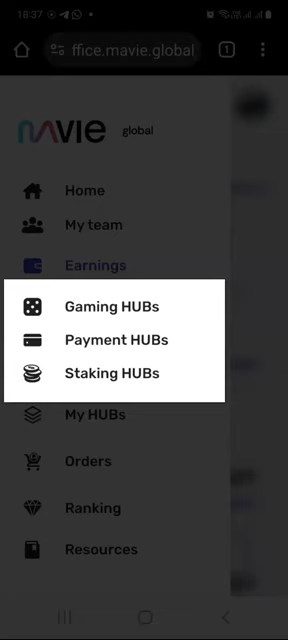 18:37
ffice.mavie.global
1
mavie global
Home
My team
Earnings
Gaming HUBs
Payment HUBs
Staking HUBs
My HUBs
Orders
Ranking
Resources